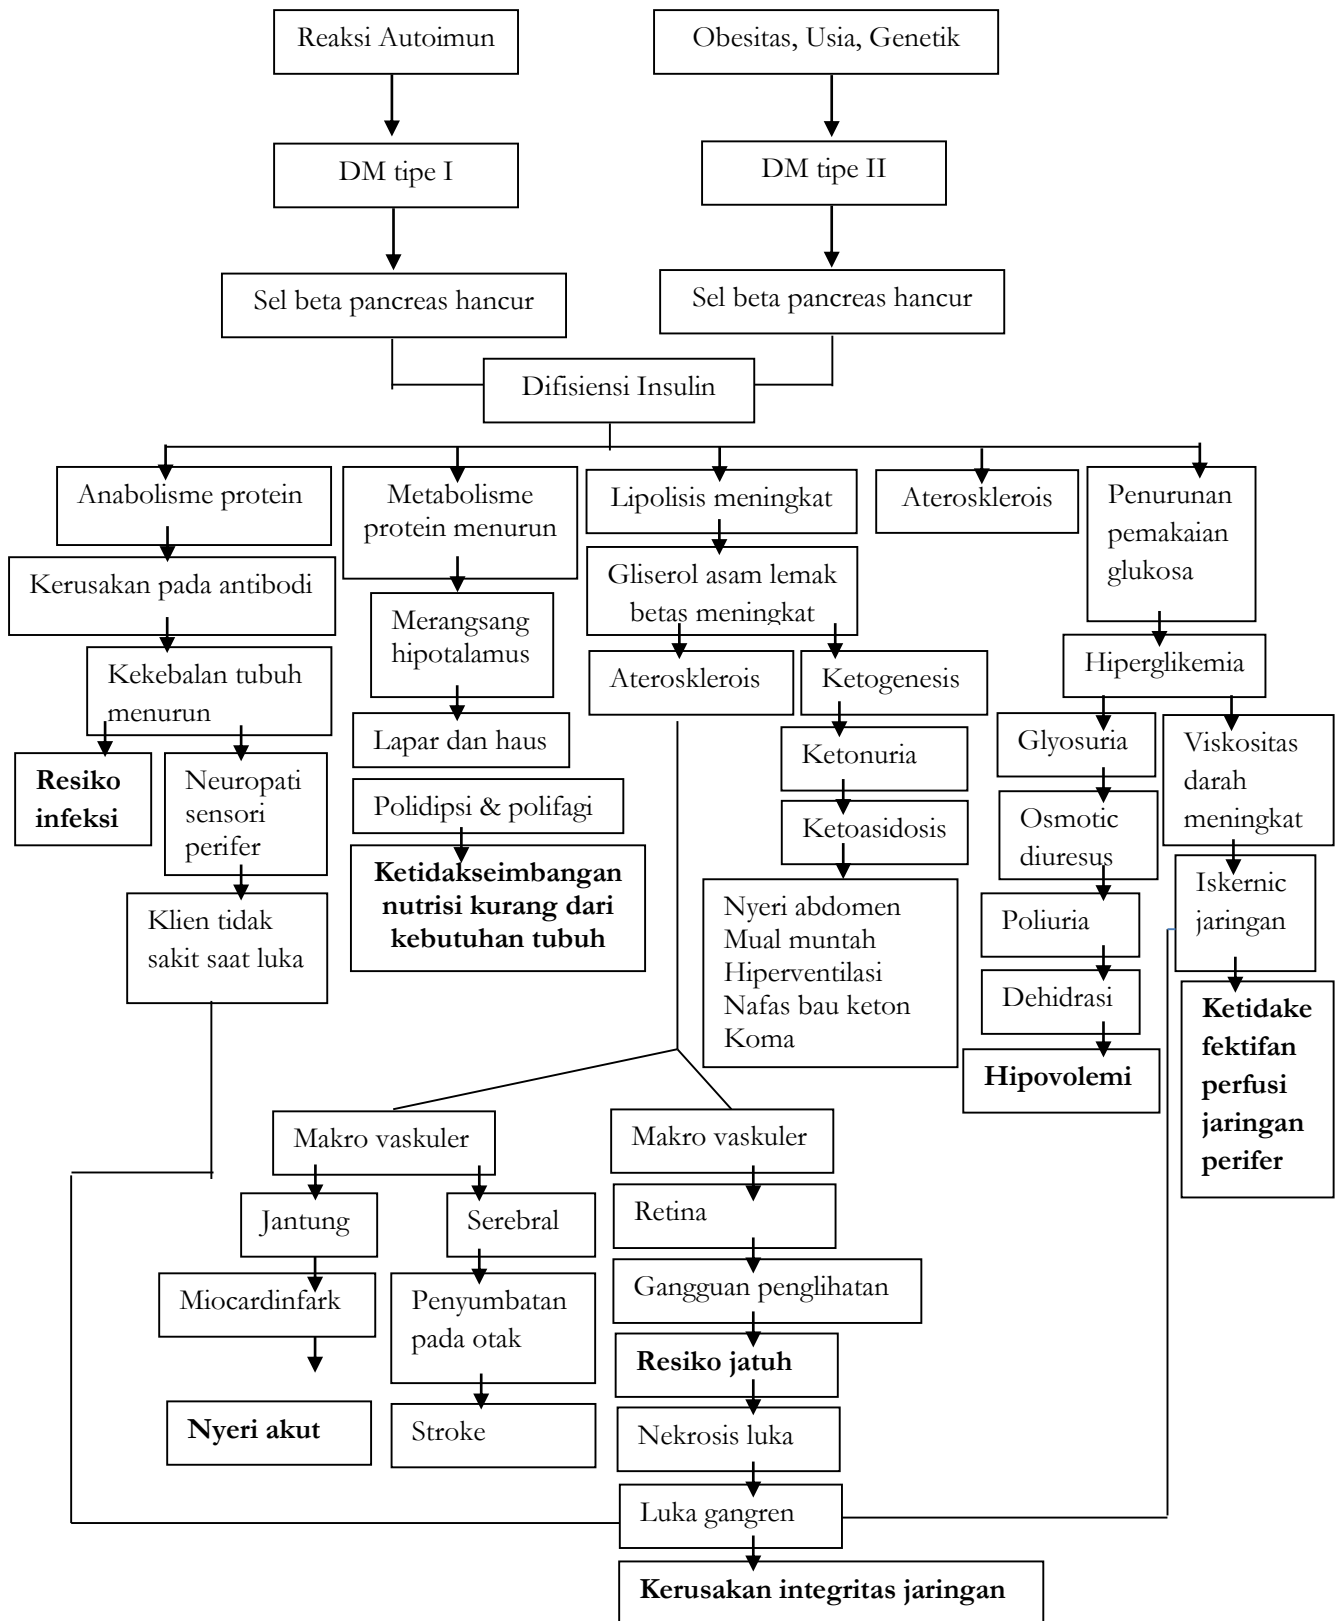 Reaksi Autoimun
Obesitas, Usia, Genetik
DM tipe I
DM tipe II
Sel beta pancreas hancur
Sel beta pancreas hancur
Difisiensi Insulin
Anabolisme protein
Metabolisme
protein menurun
Lipolisis meningkat
Aterosklerois
Penurunan
pemakaian
glukosa
Kerusakan pada antibodi
Merangsang
hipotalamus
Gliserol asam lemak
betas meningkat
Hiperglikemia
Kekebalan tubuh
menurun
Lapar dan haus
Aterosklerois
Ketogenesis
Glyosuria
Viskositas
darah
meningkat
Resiko
infeksi
Neuropati
sensori
perifer
Polidipsi & polifagi
Ketonuria
Osmotic
diuresus
Ketidakseimbangan
nutrisi kurang dari
kebutuhan tubuh
Ketoasidosis
Iskernic
jaringan
Klien tidak
sakit saat luka
Nyeri abdomen
Mual muntah
Hiperventilasi
Nafas bau keton
Koma
Poliuria
Dehidrasi
Hipovolemi
Ketidake
fektifan
perfusi
jaringan
perifer
Makro vaskuler
Makro vaskuler
Jantung
Serebral
Retina
Miocardinfark
Penyumbatan
pada otak
Gangguan penglihatan
Resiko jatuh
Nyeri akut
Stroke
Nekrosis luka
Luka gangren
Kerusakan integritas jaringan